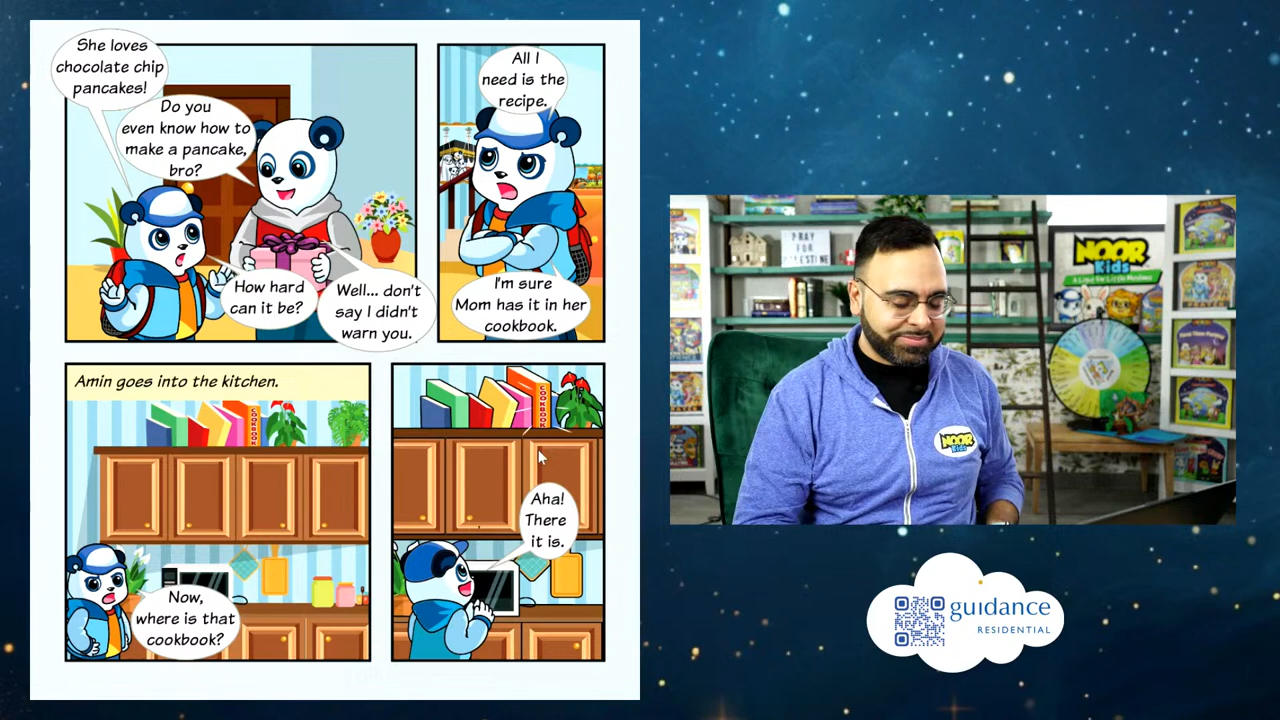 She loves
chocolate chip
pancakes!
Do you
even know how to
make a pancake,
bro?
How hard
can it be?
Well... don't
say I didn't
warn you.
All I
need is the
recipe.
I'm sure
Mom has it in her
cookbook.
Amin goes into the kitchen.
COOKBOOK
Now,
where is that
cookbook?
COOKBOOK
Aha!
There
it is.
PRAY
FOR
PALESTINE
NOOR
Kids
NOOR
Kids
guidance
RESIDENTIAL